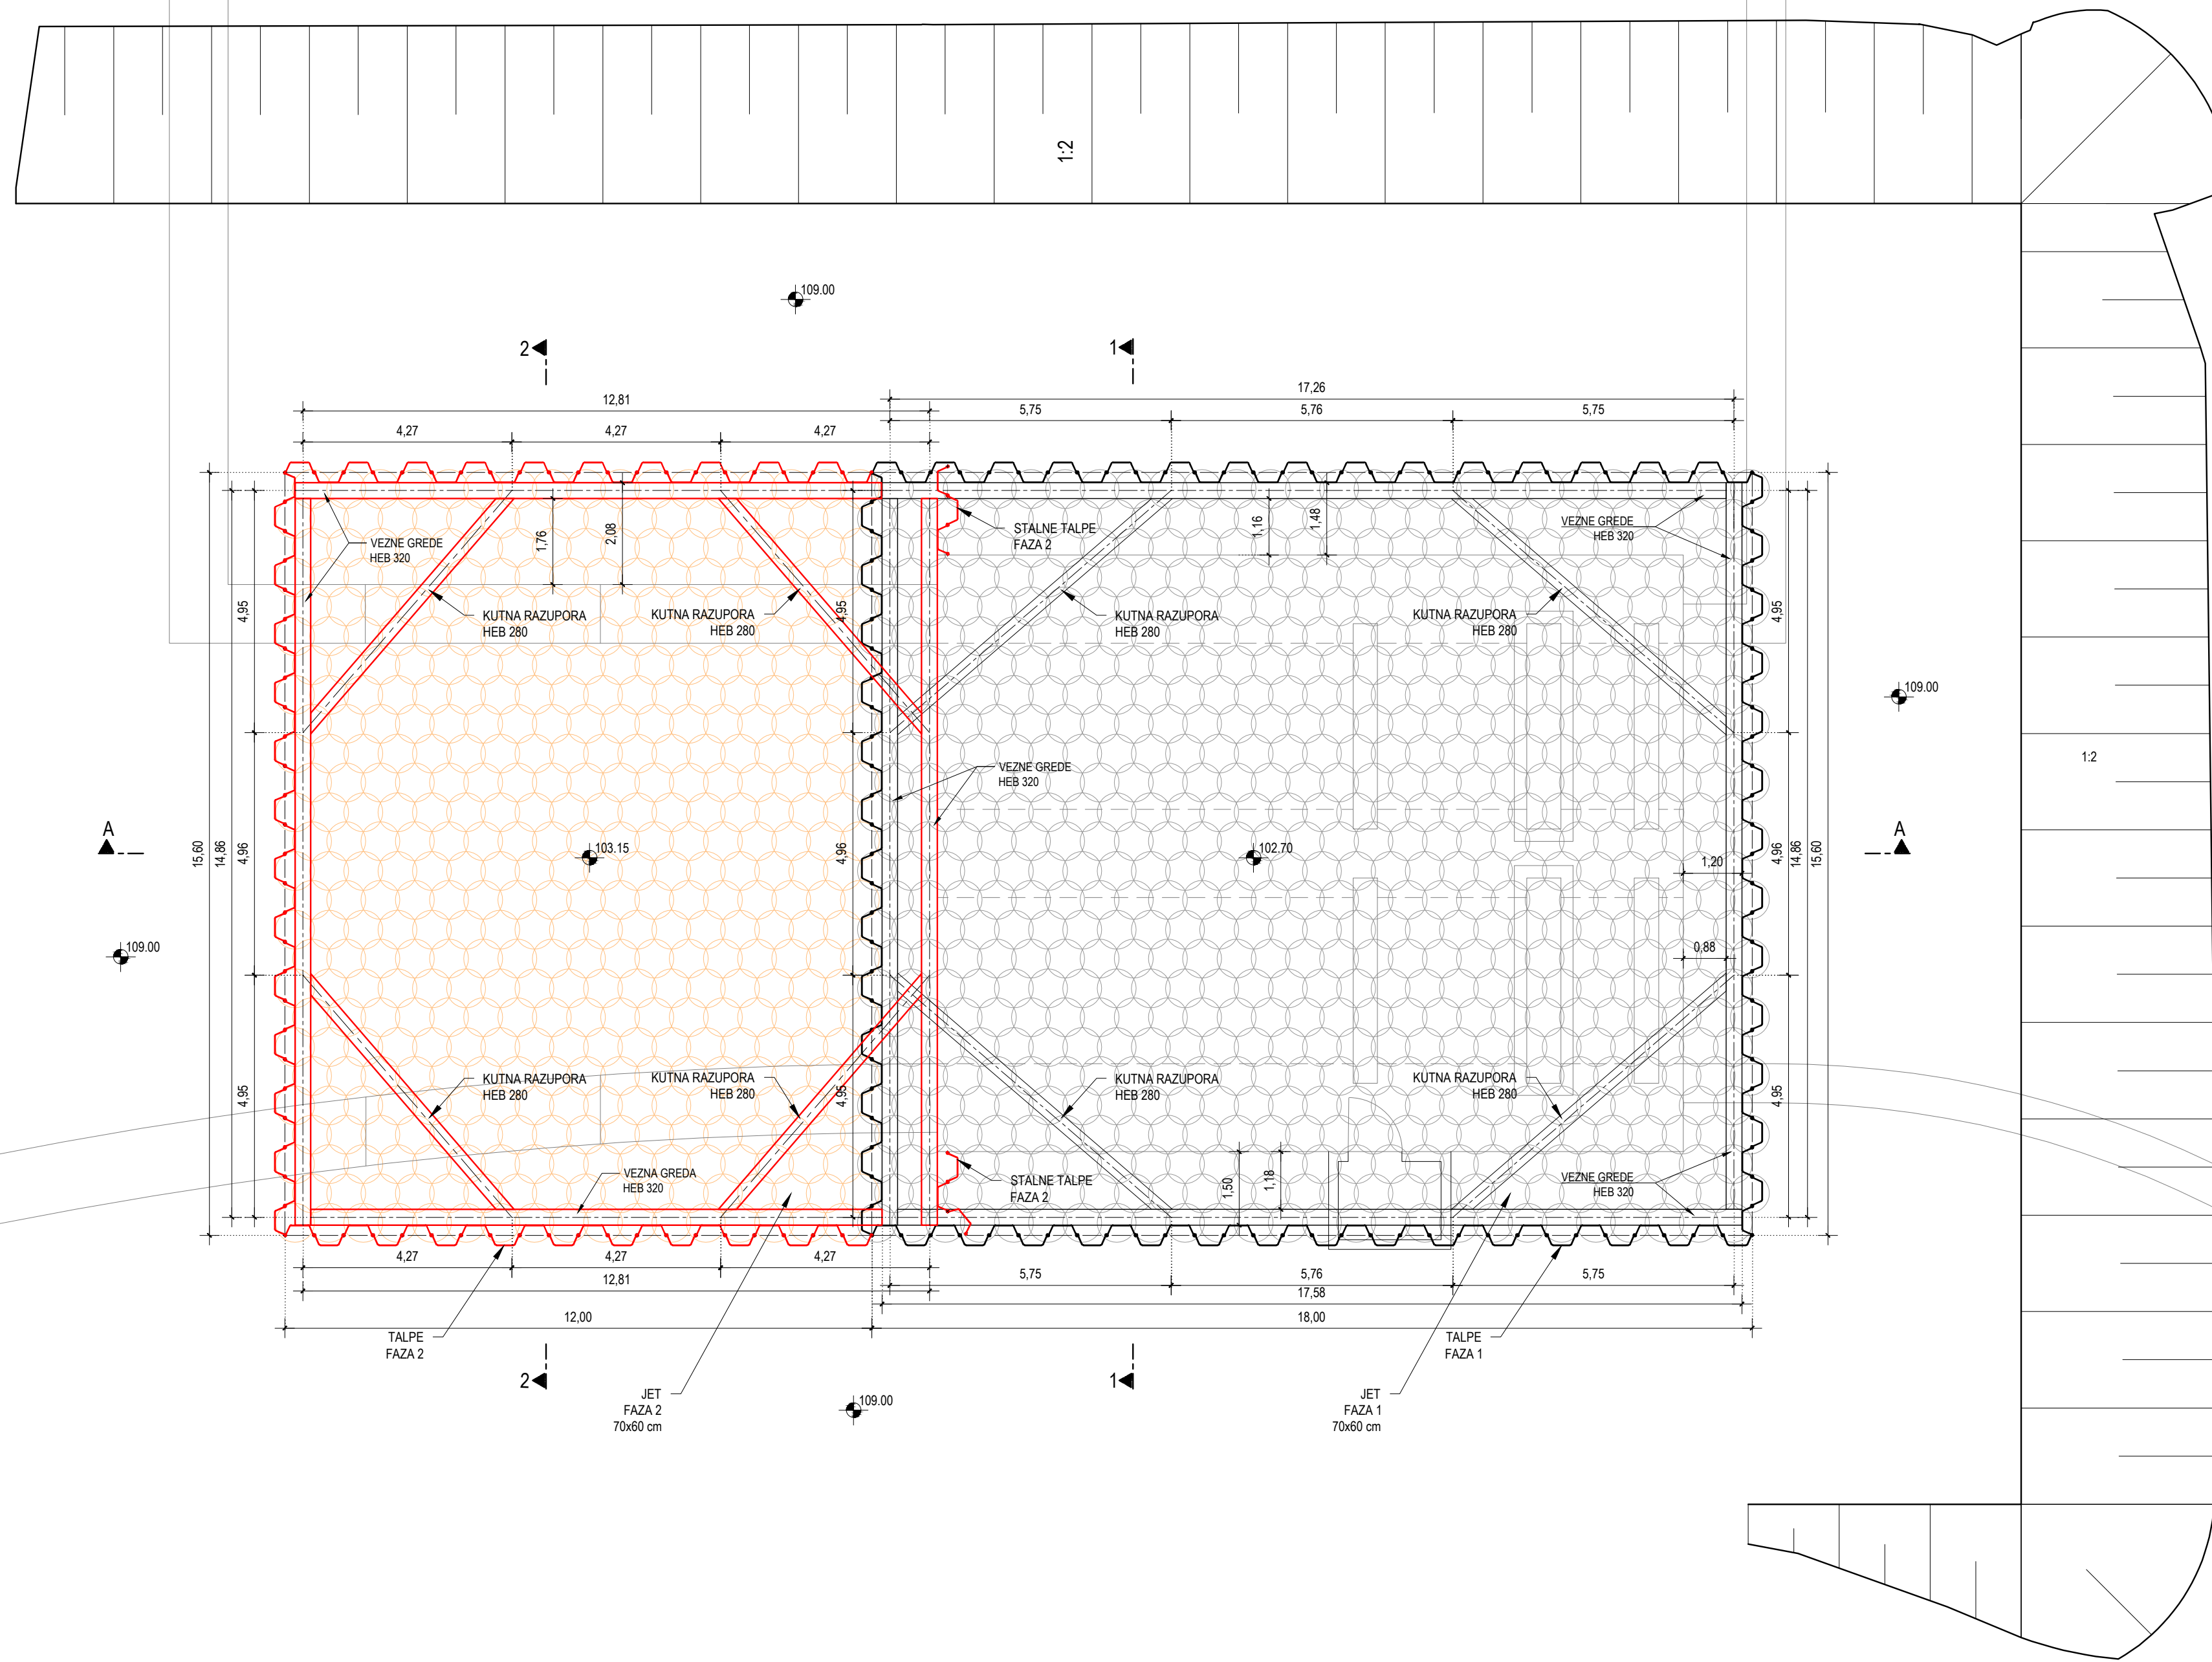 1:2
109.00
2
1
17,26
12,81
5,75
5,76
5,75
4,27
4,27
4,27
1,76
2,08
1,16
1,48
STALNE TALPE
FAZA 2
VEZNE GREDE
HEB 320
VEZNE GREDE
HEB 320
4,95
4,95
4,95
KUTNA RAZUPORA
HEB 280
KUTNA RAZUPORA
HEB 280
KUTNA RAZUPORA
HEB 280
KUTNA RAZUPORA
HEB 280
109.00
1:2
VEZNE GREDE
HEB 320
A
A
15,60
14,86
4,96
103.15
4,96
102.70
1,20
4,96
14,86
15,60
109.00
0,88
4,95
4,95
4,95
KUTNA RAZUPORA
HEB 280
KUTNA RAZUPORA
HEB 280
KUTNA RAZUPORA
HEB 280
KUTNA RAZUPORA
HEB 280
VEZNA GREDA
HEB 320
STALNE TALPE
FAZA 2
1,50
1,18
VEZNE GREDE
HEB 320
4,27
4,27
4,27
12,81
5,75
5,76
5,75
17,58
12,00
18,00
TALPE
FAZA 2
TALPE
FAZA 1
2
1
JET
FAZA 2
70x60 cm
109.00
JET
FAZA 1
70x60 cm